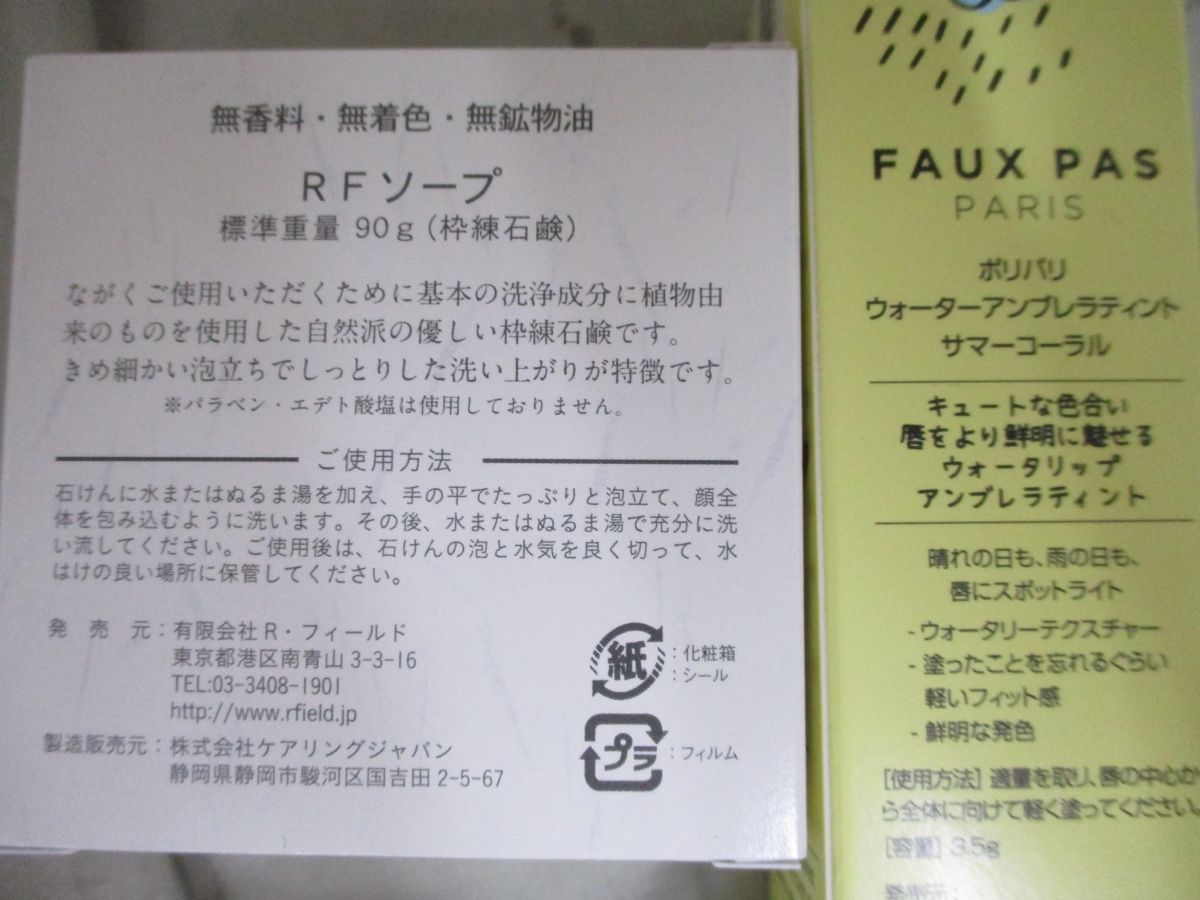 無香料・無着色・無鉱物油
RFソープ
標準重量 90g(枠練石鹸)
ながくご使用いただくために基本の洗浄成分に植物由
来のものを使用した自然派の優しい枠練石鹸です。
きめ細かい泡立ちでしっとりした洗い上がりが特徴です。
※パラベン・エデト酸塩は使用しておりません。
ご使用方法
石けんに水またはぬるま湯を加え、手の平でたっぷりと泡立て、顔全
体を包み込むように洗います。その後、水またはぬるま湯で充分に洗
い流してください。ご使用後は、石けんの泡と水気を良く切って、水
はけの良い場所に保管してください。
発売元:有限会社R・フィールド
東京都港区南青山3-3-16
TEL:03-3408-1901
http://www.rfield.jp
製造販売元:株式会社ケアリングジャパン
静岡県静岡市駿河区国吉田2-5-67
紙:化粧箱
:シール
プラ:フィルム
FAUX PAS
PARIS
ポリパリ
ウォーターアンブレラティント
サマーコーラル
キュートな色合い
唇をより鮮明に魅せる
ウォータリップ
アンブレラティント
晴れの日も、雨の日も、
唇にスポットライト
-ウォータリーテクスチャー
-塗ったことを忘れるぐらい
軽いフィット感
-鮮明な発色
[使用方法]適量を取り、唇の中心か
ら全体に向けて軽く塗ってください。
[容量]3.5g
発売元: